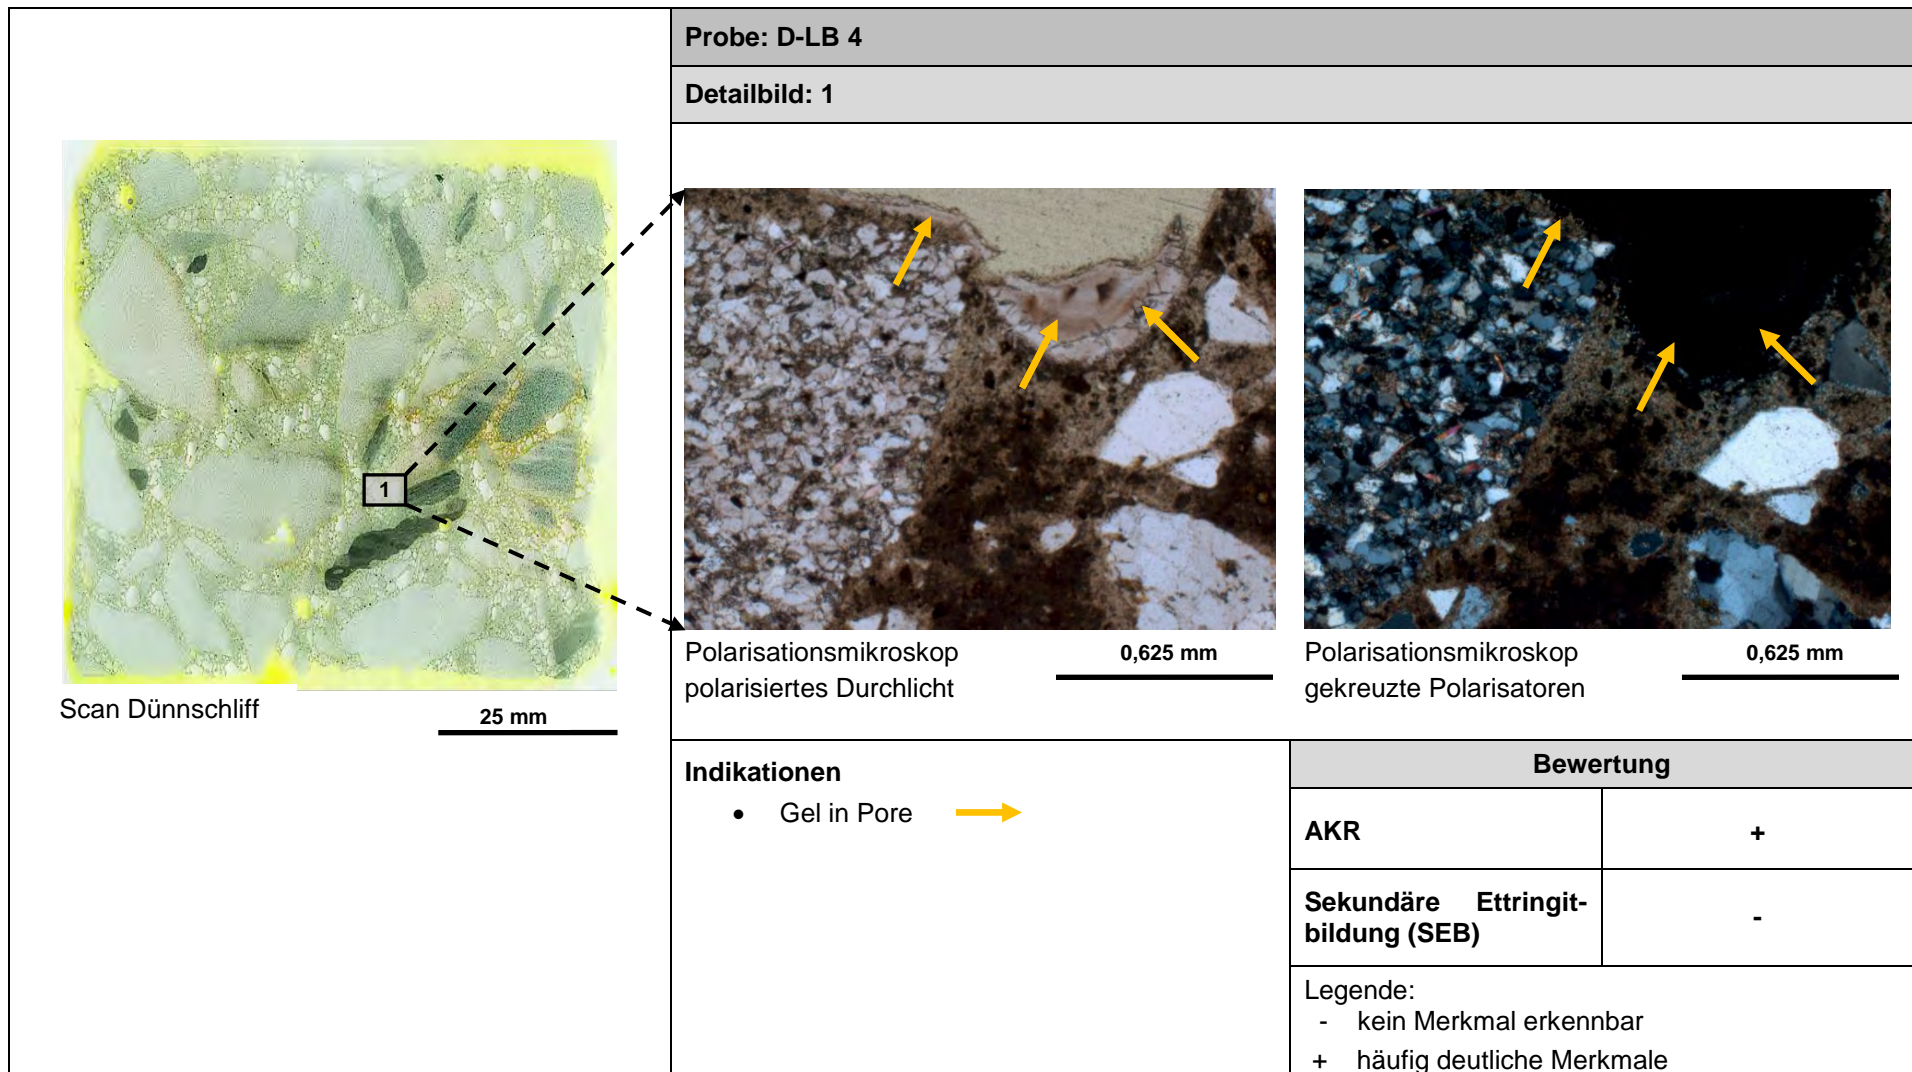 Probe: D-LB 4
Detailbild: 1
1
Scan Dünnschliff
25 mm
Polarisationsmikroskop
polarisiertes Durchlicht
0,625 mm
Polarisationsmikroskop
gekreuzte Polarisatoren
0,625 mm
Indikationen
• Gel in Pore
Bewertung
AKR +
Sekundäre Ettringit-
bildung (SEB) -
Legende:
- kein Merkmal erkennbar
+ häufig deutliche Merkmale